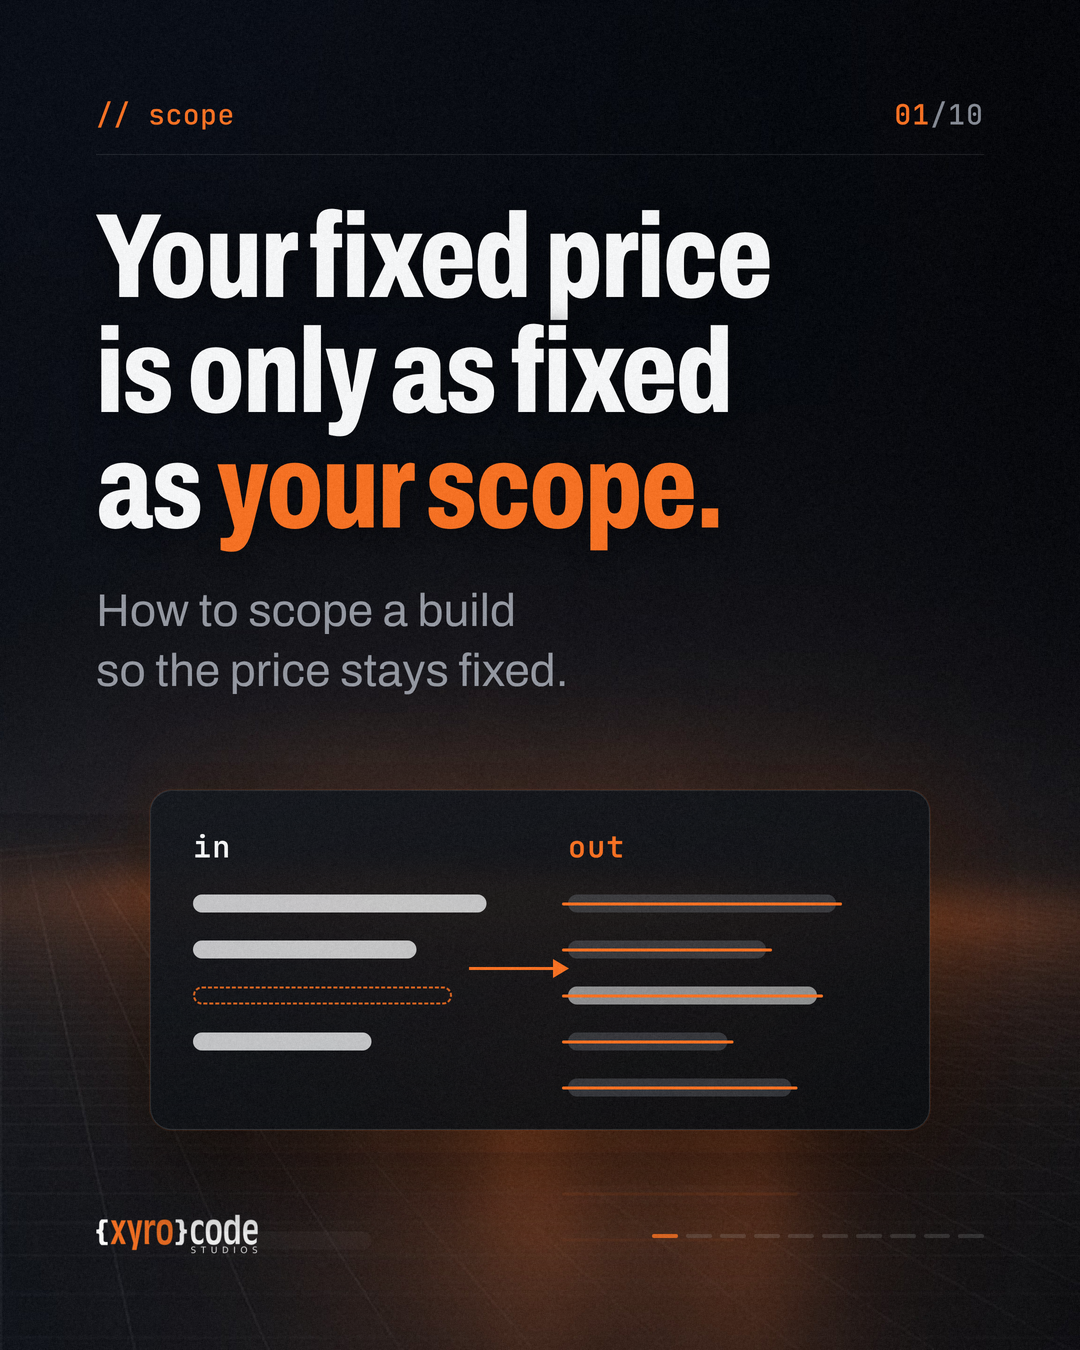 // scope
01/10
Your fixed price
is only as fixed
as your scope.
How to scope a build
so the price stays fixed.
in
out
{xyro}code
STUDIOS